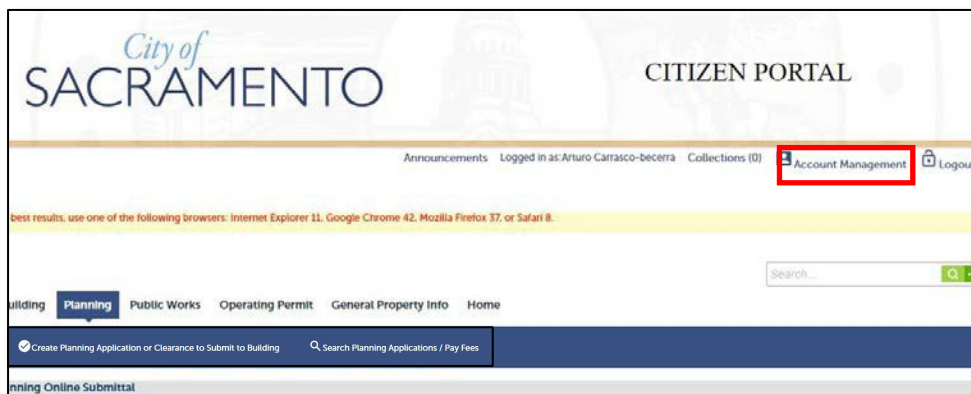 City of
SACRAMENTO
CITIZEN PORTAL
Announcements Logged in as:Arturo Carrasco-becerra Collections (0) Account Management Logou
best results, use one of the following browsers: Internet Explorer 11, Google Chrome 42, Mozilla Firefox 37, or Safari 8.
Search...
uilding Planning Public Works Operating Permit General Property Info Home
Create Planning Application or Clearance to Submit to Building Search Planning Applications / Pay Fees
nning Online Submittal